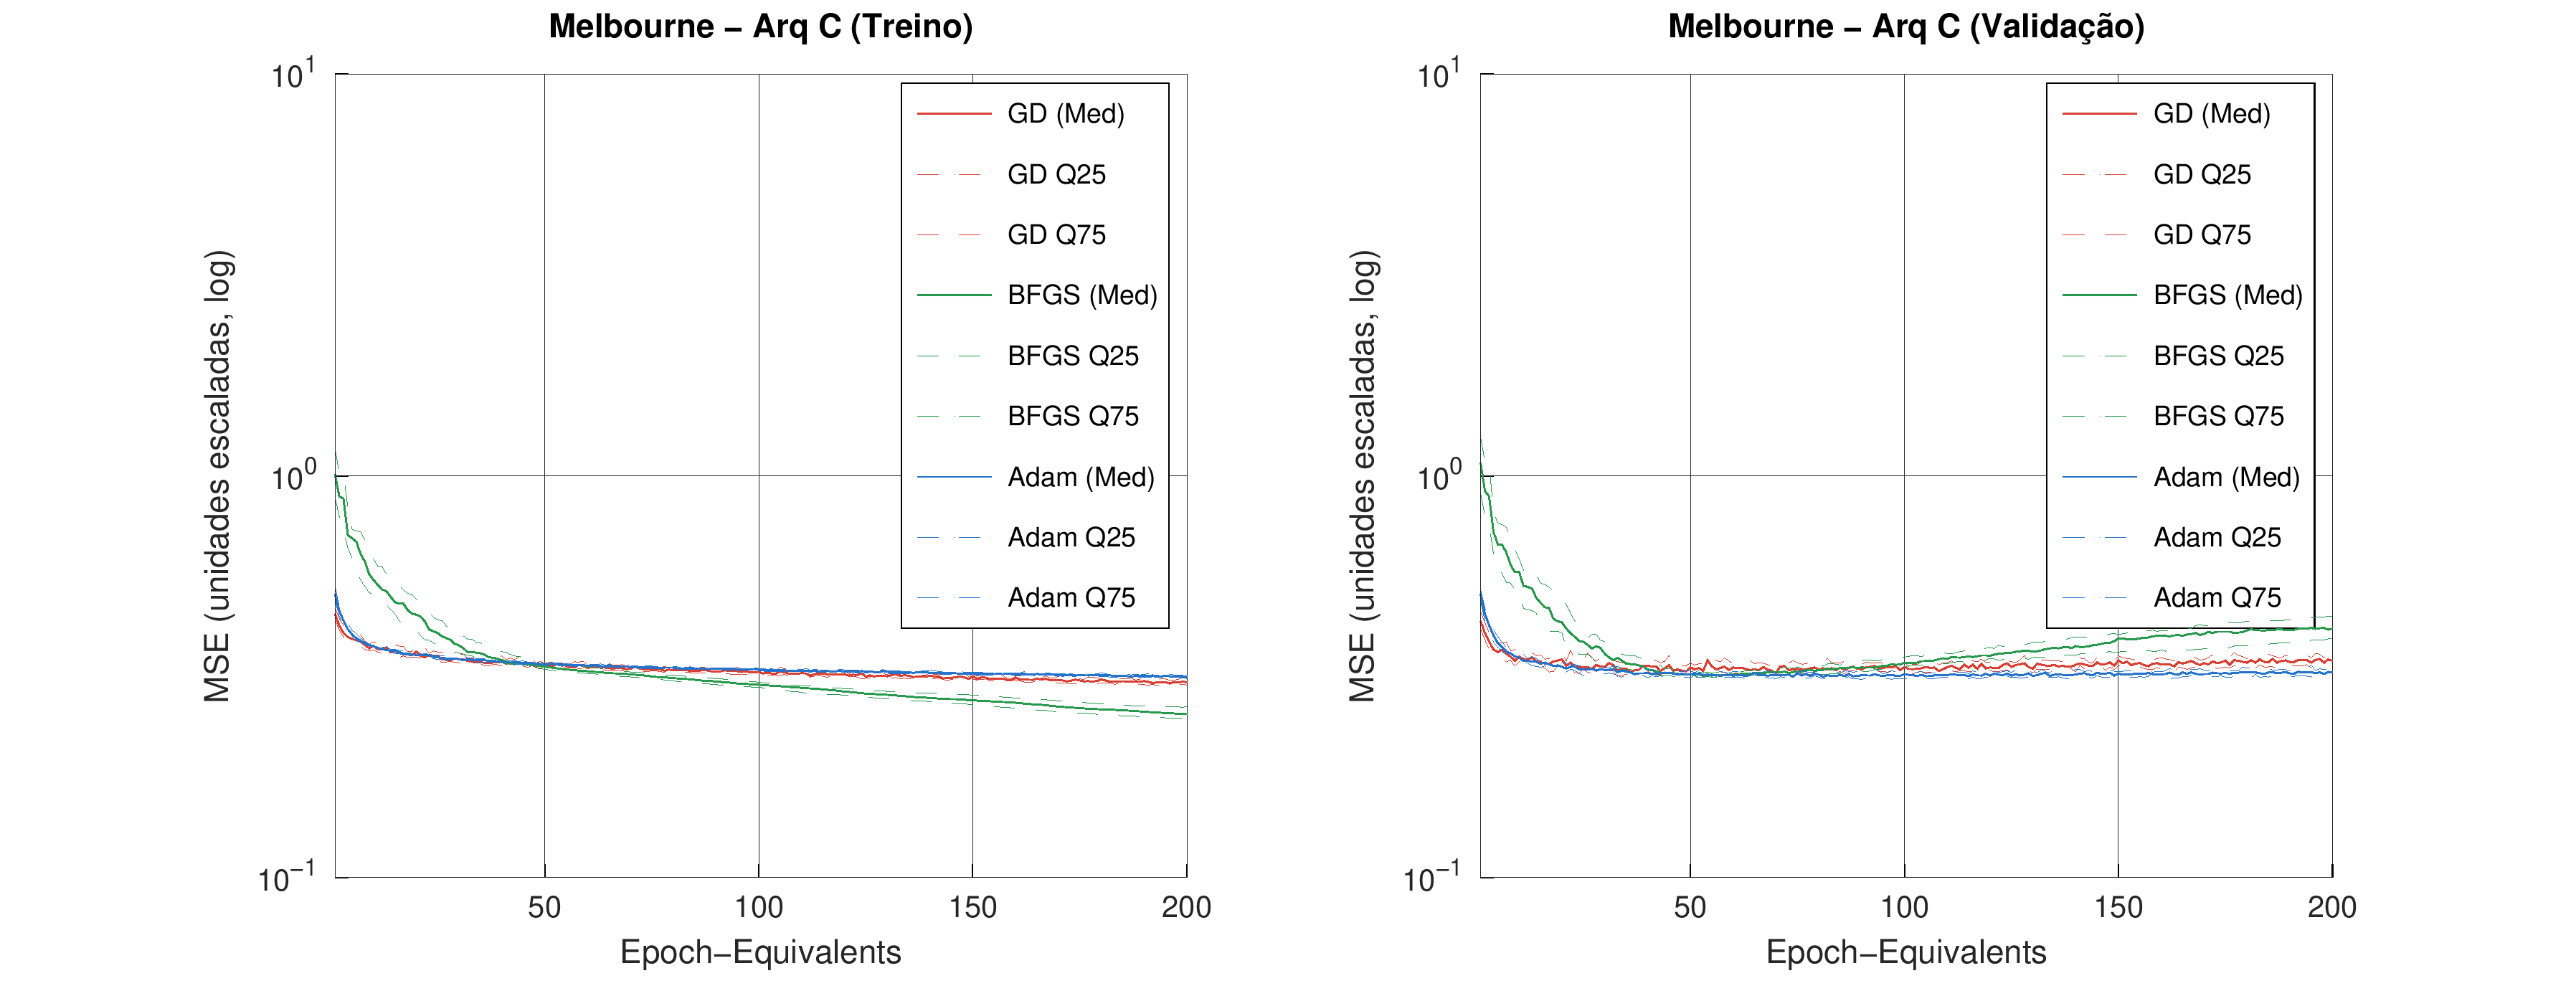 Melbourne – Arq C (Treino)
MSE (unidades escaladas, log)
10^1
10^0
10^−1
50 100 150 200
Epoch−Equivalents
GD (Med)
GD Q25
GD Q75
BFGS (Med)
BFGS Q25
BFGS Q75
Adam (Med)
Adam Q25
Adam Q75
Melbourne – Arq C (Validação)
MSE (unidades escaladas, log)
10^1
10^0
10^−1
50 100 150 200
Epoch−Equivalents
GD (Med)
GD Q25
GD Q75
BFGS (Med)
BFGS Q25
BFGS Q75
Adam (Med)
Adam Q25
Adam Q75